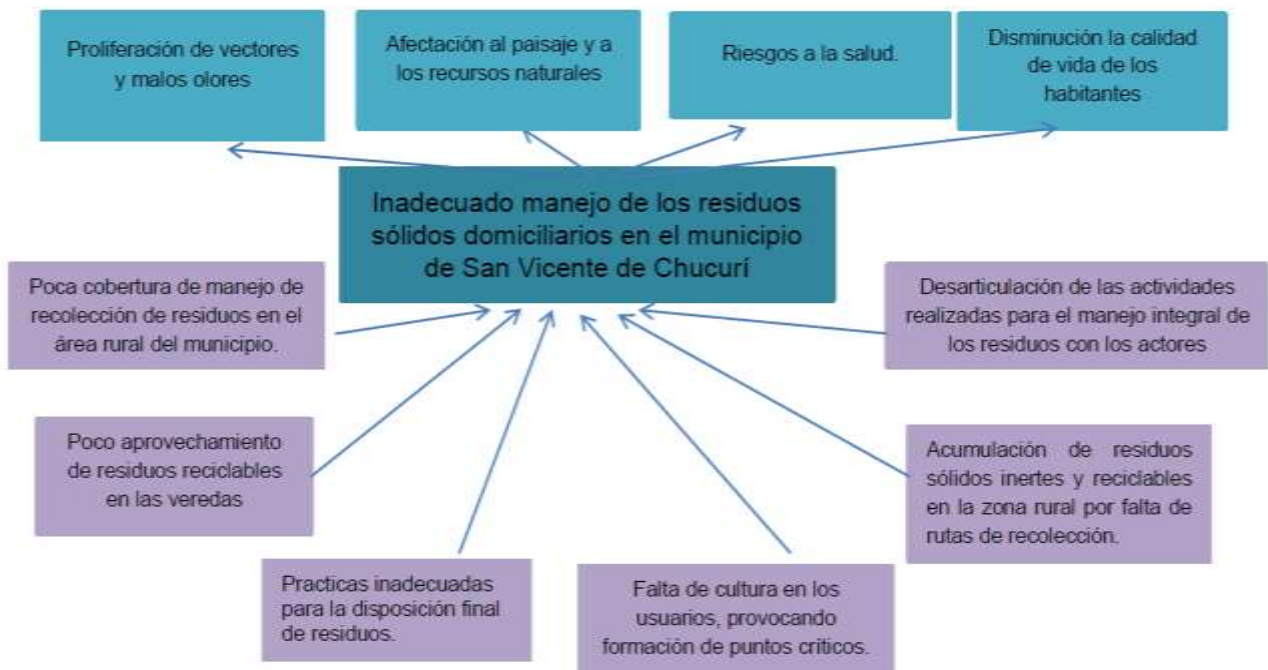 Proliferación de vectores
y malos olores
Afectación al paisaje y a
los recursos naturales
Riesgos a la salud.
Disminución la calidad
de vida de los
habitantes
Inadecuado manejo de los residuos
sólidos domiciliarios en el municipio
de San Vicente de Chucurí
Poca cobertura de manejo de
recolección de residuos en el
área rural del municipio.
Desarticulación de las actividades
realizadas para el manejo integral de
los residuos con los actores
Poco aprovechamiento
de residuos reciclables
en las veredas
Acumulación de residuos
sólidos inertes y reciclables
en la zona rural por falta de
rutas de recolección.
Practicas inadecuadas
para la disposición final
de residuos.
Falta de cultura en los
usuarios, provocando
formación de puntos críticos.